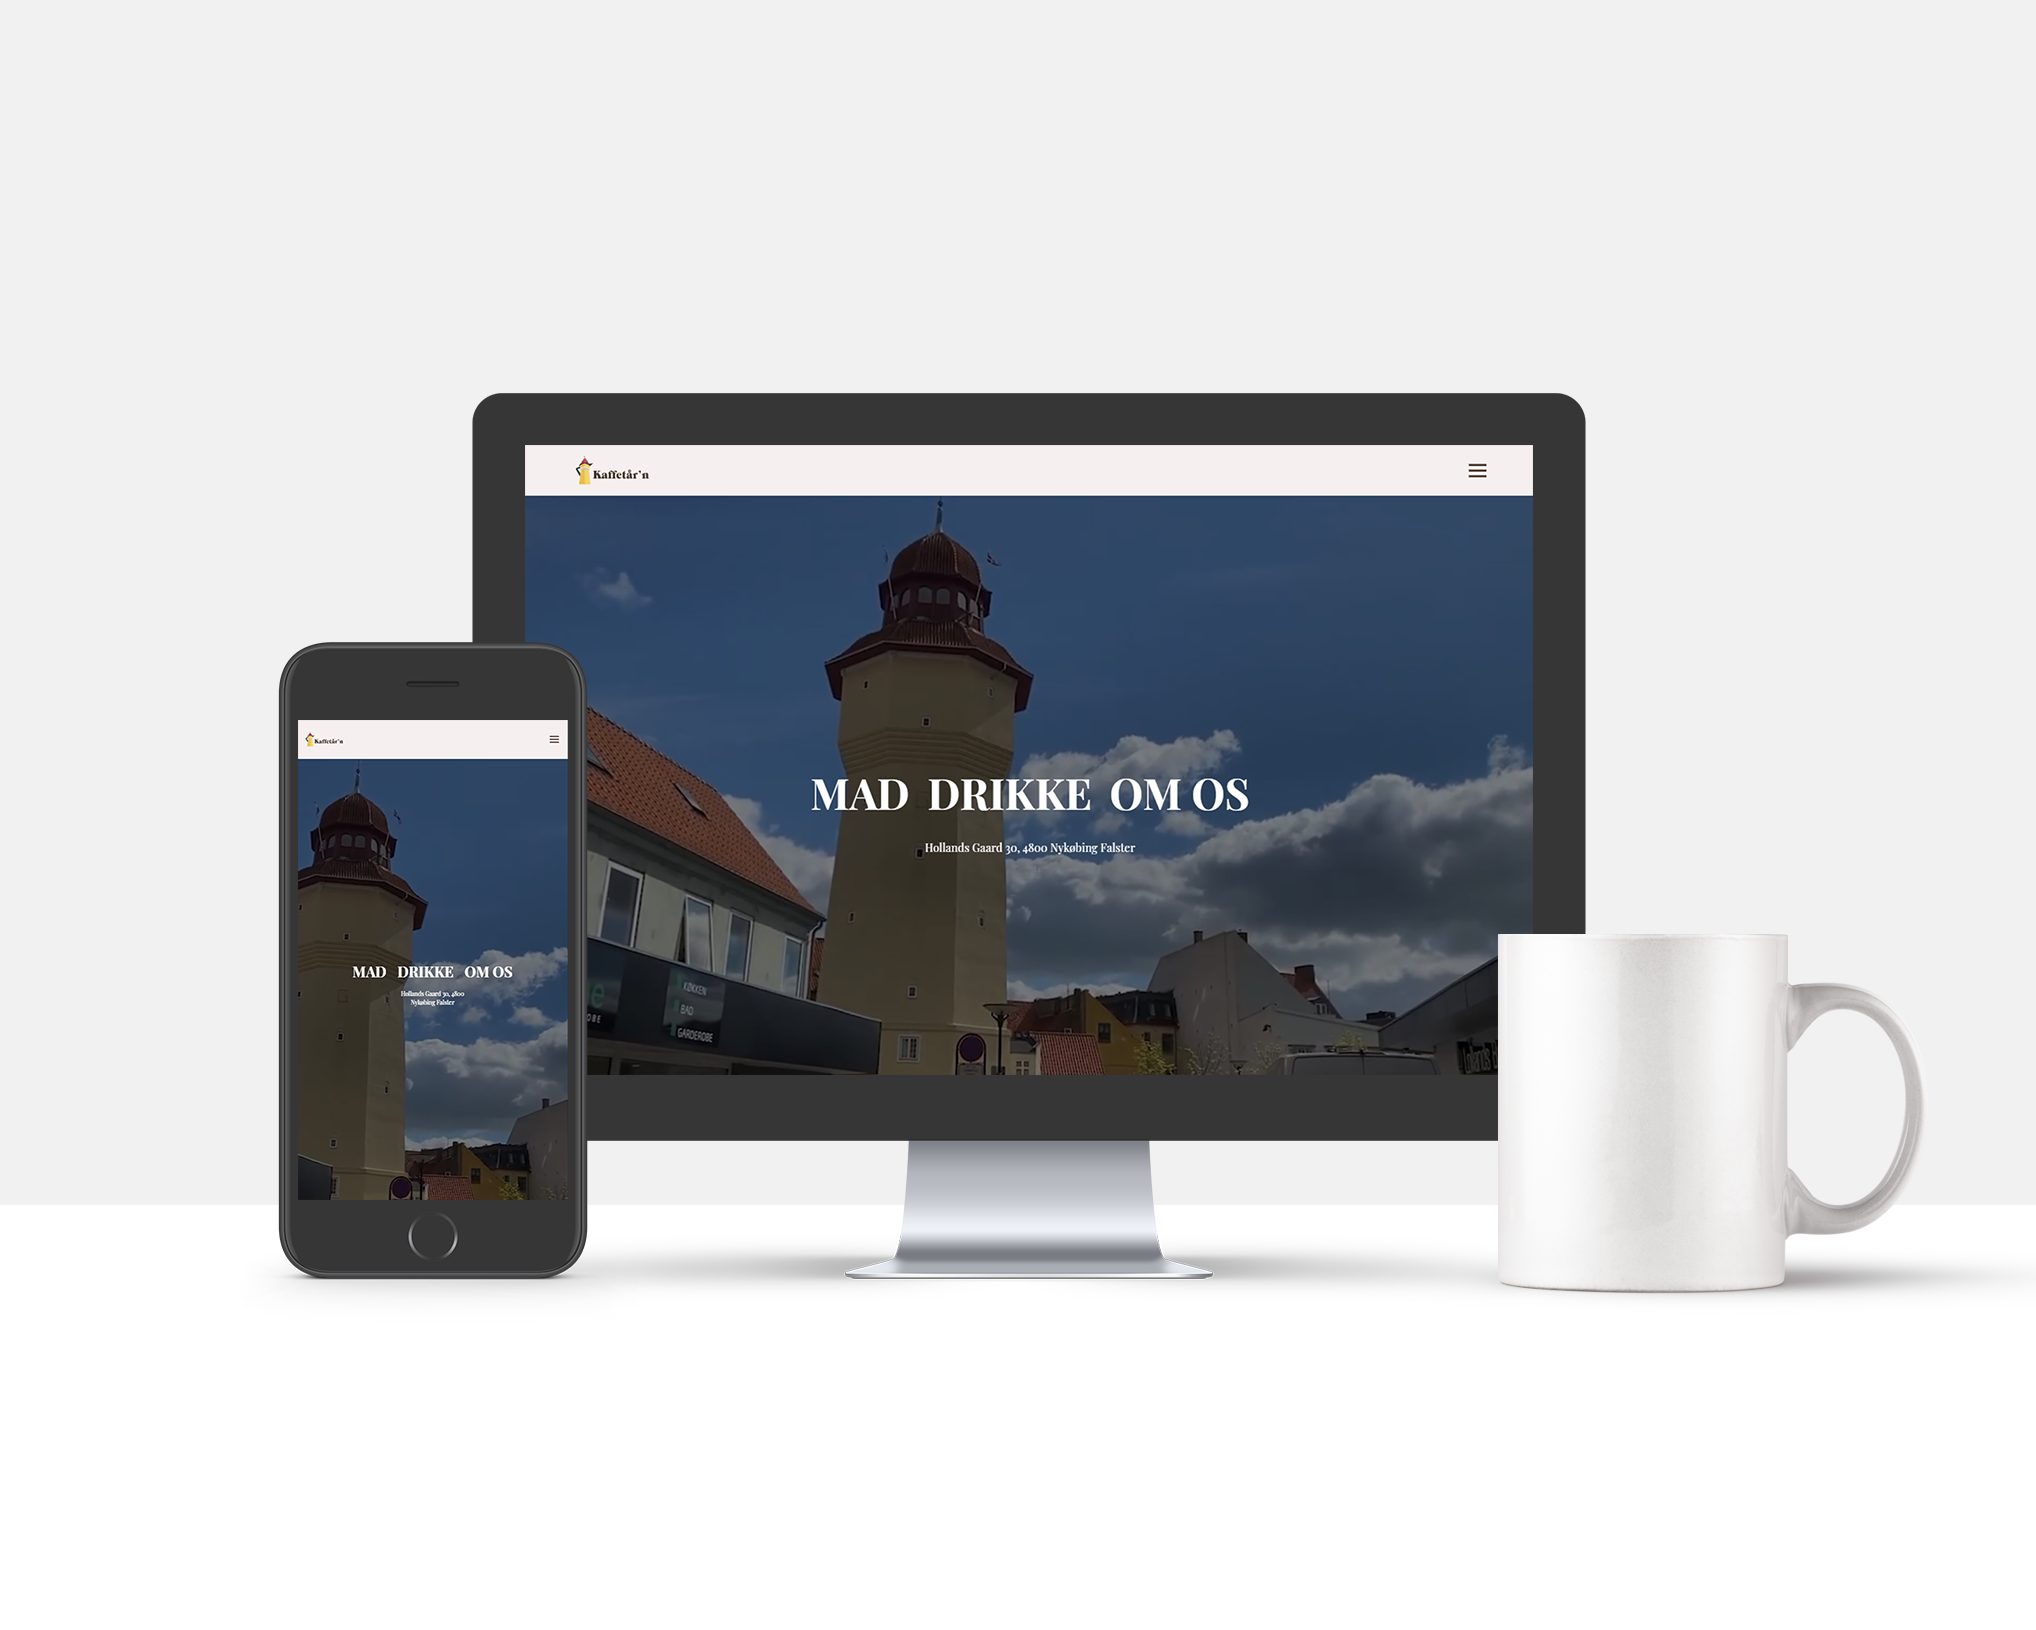 Kaffetår'n
MAD DRIKKE OM OS
Hollands Gaard 30, 4800 Nykøbing Falster
KØKKEN
BAD
GARDEROBE
Kaffetår'n
MAD DRIKKE OM OS
Hollands Gaard 30, 4800
Nykøbing Falster